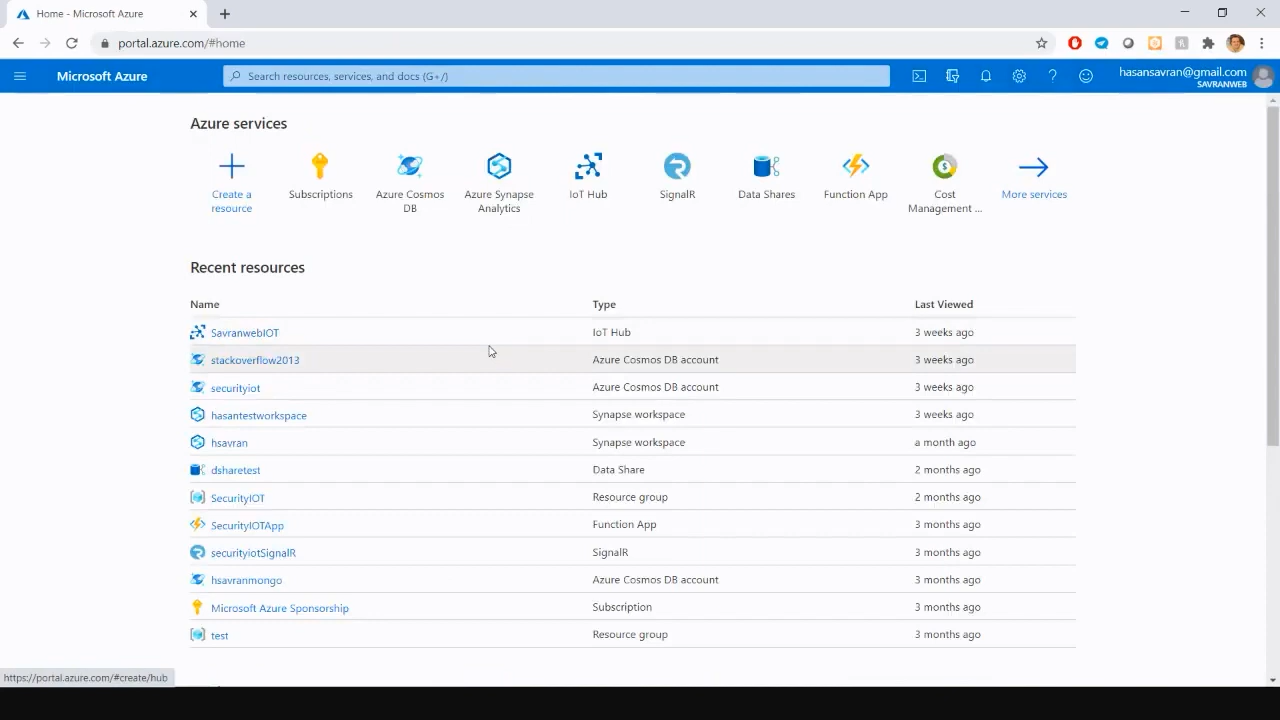 Home - Microsoft Azure
portal.azure.com/#home
Microsoft Azure
Search resources, services, and docs (G+/)
hasansavran@gmail.com
SAVRANWEB
Azure services
Create a
resource
Subscriptions
Azure Cosmos
DB
Azure Synapse
Analytics
IoT Hub
SignalR
Data Shares
Function App
Cost
Management ...
More services
Recent resources
Name Type Last Viewed
SavranwebIOT IoT Hub 3 weeks ago
stackoverflow2013 Azure Cosmos DB account 3 weeks ago
securityiot Azure Cosmos DB account 3 weeks ago
hasantestworkspace Synapse workspace 3 weeks ago
hsavran Synapse workspace a month ago
dsharetest Data Share 2 months ago
SecurityIOT Resource group 2 months ago
SecurityIOTApp Function App 3 months ago
securityiotSignalR SignalR 3 months ago
hsavranmongo Azure Cosmos DB account 3 months ago
Microsoft Azure Sponsorship Subscription 3 months ago
test Resource group 3 months ago
https://portal.azure.com/#create/hub